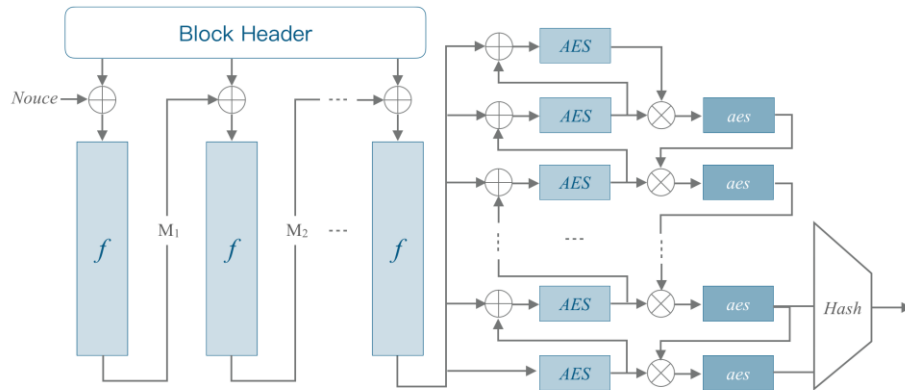 Block Header
Nouce
M₁
M₂
...
...
...
f
f
f
AES
AES
aes
AES
aes
...
AES
aes
AES
aes
Hash